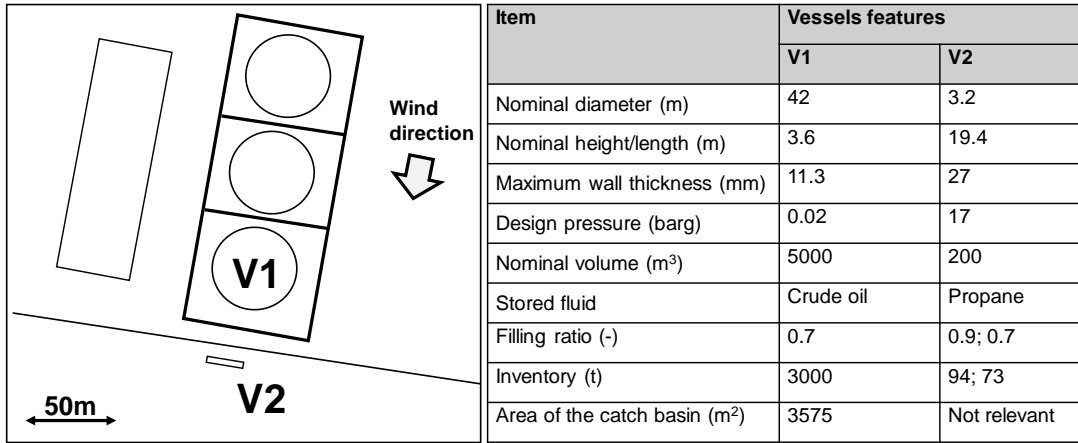 Wind
direction
V1
V2
50m
Item Vessels features
V1 V2
Nominal diameter (m) 42 3.2
Nominal height/length (m) 3.6 19.4
Maximum wall thickness (mm) 11.3 27
Design pressure (barg) 0.02 17
Nominal volume (m³) 5000 200
Stored fluid Crude oil Propane
Filling ratio (-) 0.7 0.9; 0.7
Inventory (t) 3000 94; 73
Area of the catch basin (m²) 3575 Not relevant